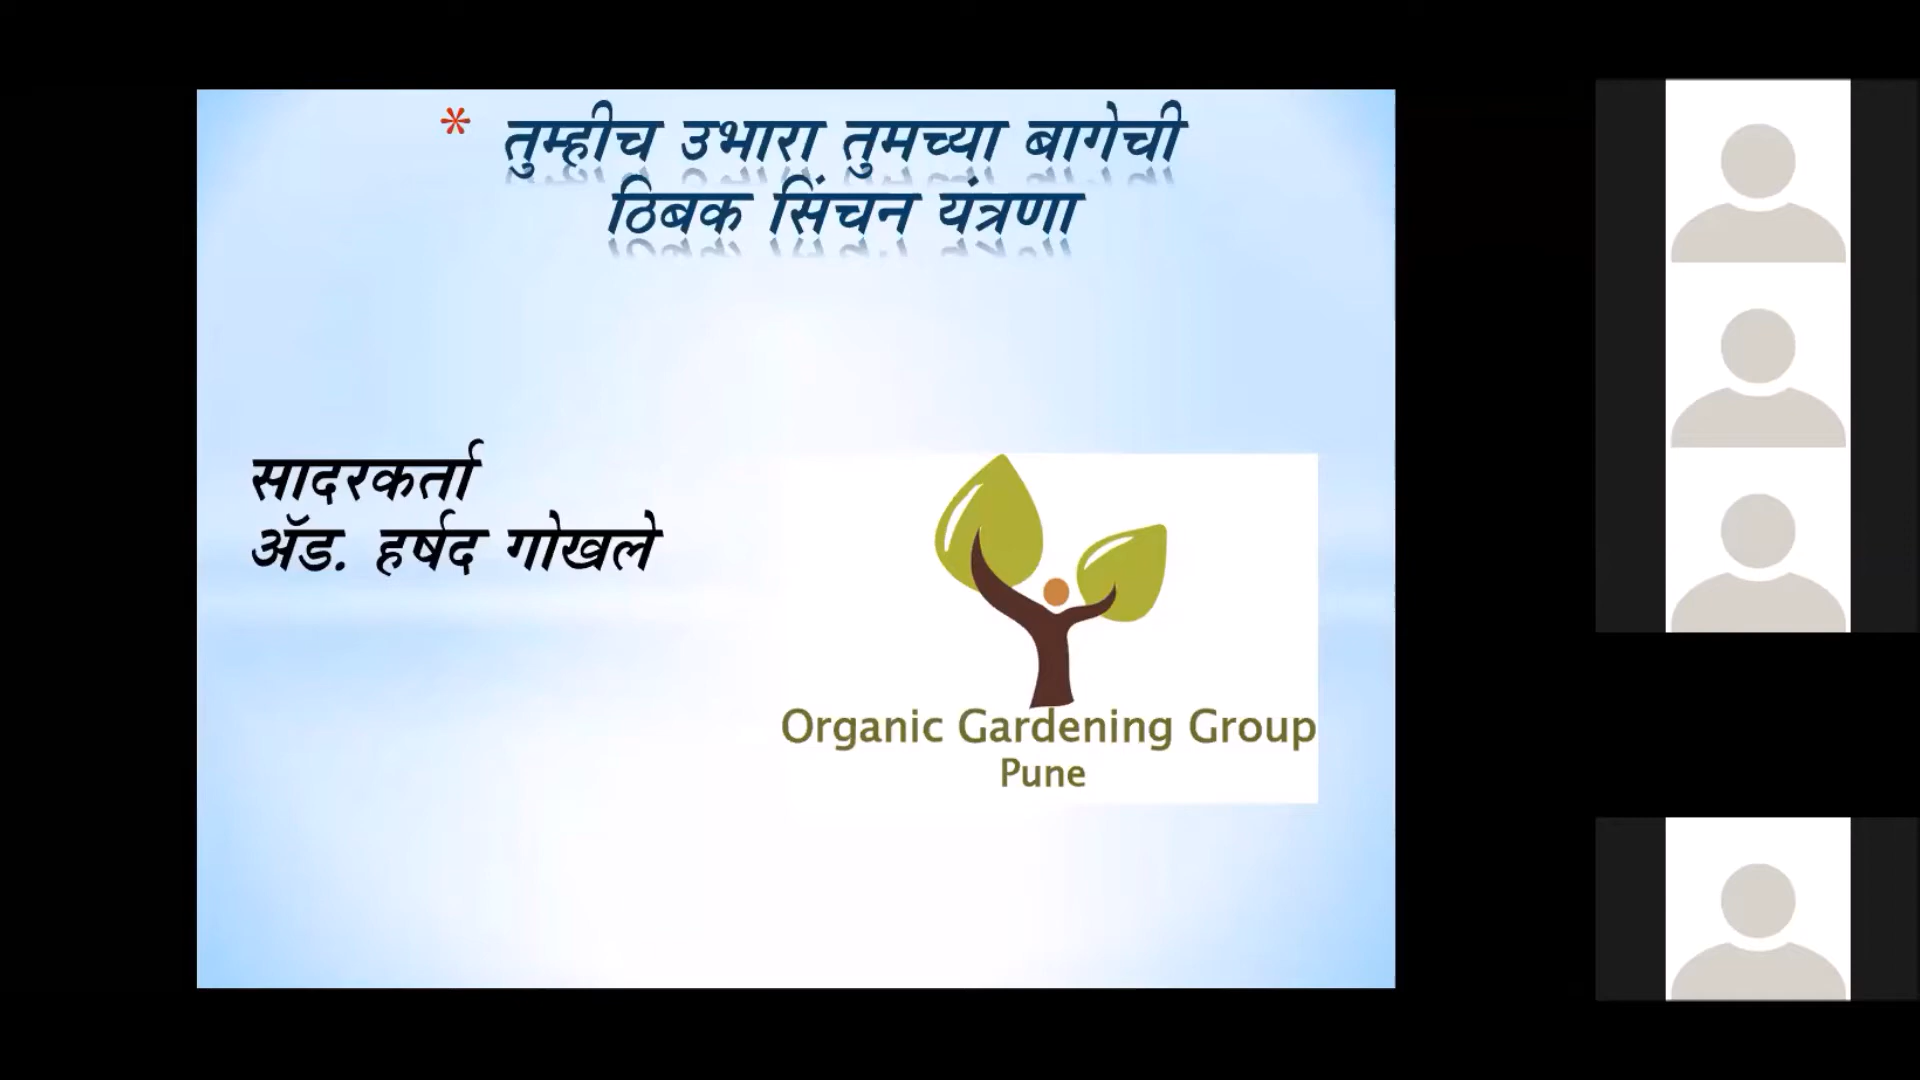 * तुम्हीच उभारा तुमच्या बागेची
ठिबक सिंचन यंत्रणा
सादरकर्ता
ॲड. हर्षद गोखले
Organic Gardening Group
Pune